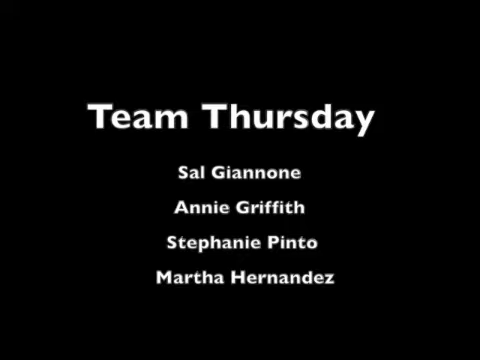 Team Thursday
Sal Giannone
Annie Griffith
Stephanie Pinto
Martha Hernandez